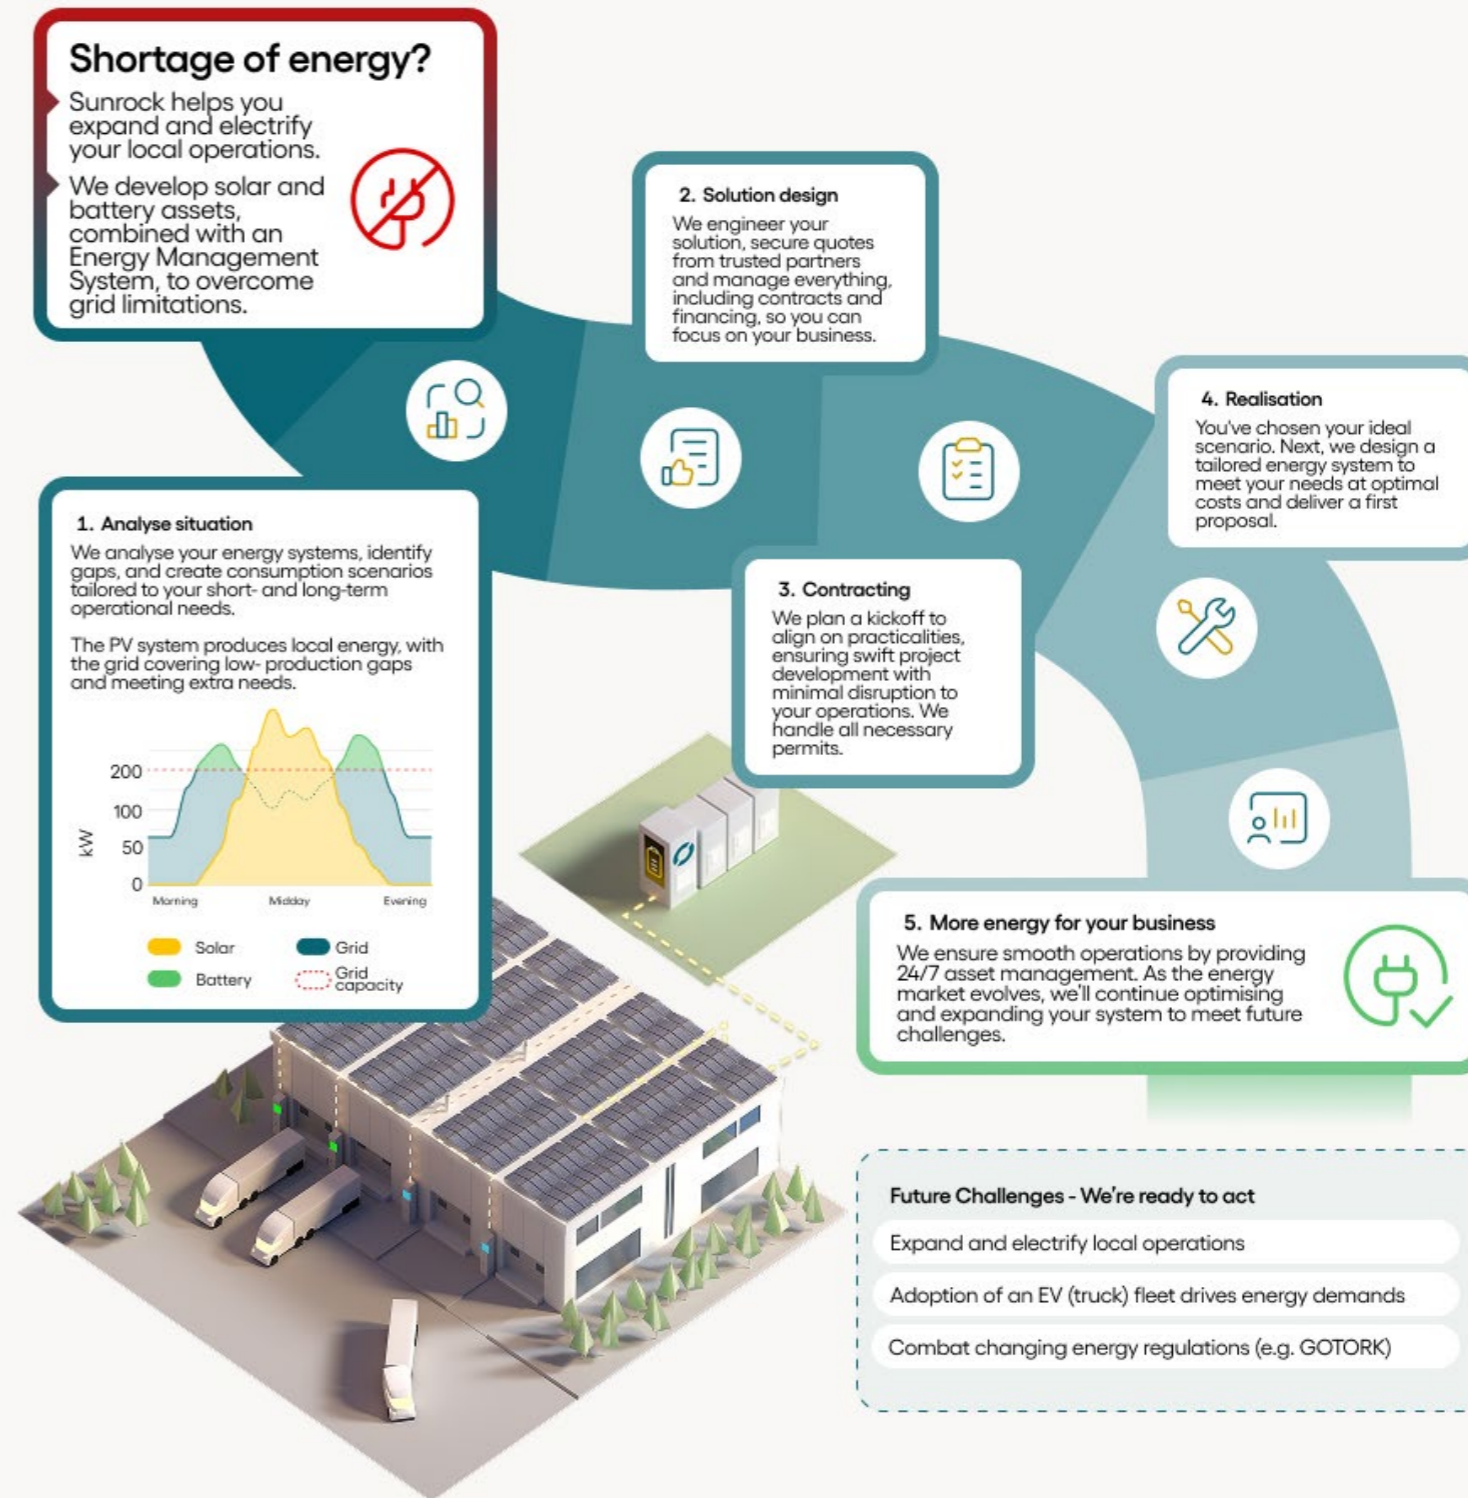 Shortage of energy?
Sunrock helps you
expand and electrify
your local operations.
We develop solar and
battery assets,
combined with an
Energy Management
System, to overcome
grid limitations.
1. Analyse situation
We analyse your energy systems, identify
gaps, and create consumption scenarios
tailored to your short- and long-term
operational needs.
The PV system produces local energy, with
the grid covering low- production gaps
and meeting extra needs.
200
100
50
0
kW
Morning
Midday
Evening
Solar
Grid
Battery
Grid
capacity
2. Solution design
We engineer your
solution, secure quotes
from trusted partners
and manage everything,
including contracts and
financing, so you can
focus on your business.
3. Contracting
We plan a kickoff to
align on practicalities,
ensuring swift project
development with
minimal disruption to
your operations. We
handle all necessary
permits.
4. Realisation
You've chosen your ideal
scenario. Next, we design a
tailored energy system to
meet your needs at optimal
costs and deliver a first
proposal.
5. More energy for your business
We ensure smooth operations by providing
24/7 asset management. As the energy
market evolves, we'll continue optimising
and expanding your system to meet future
challenges.
Future Challenges - We're ready to act
Expand and electrify local operations
Adoption of an EV (truck) fleet drives energy demands
Combat changing energy regulations (e.g. GOTORK)